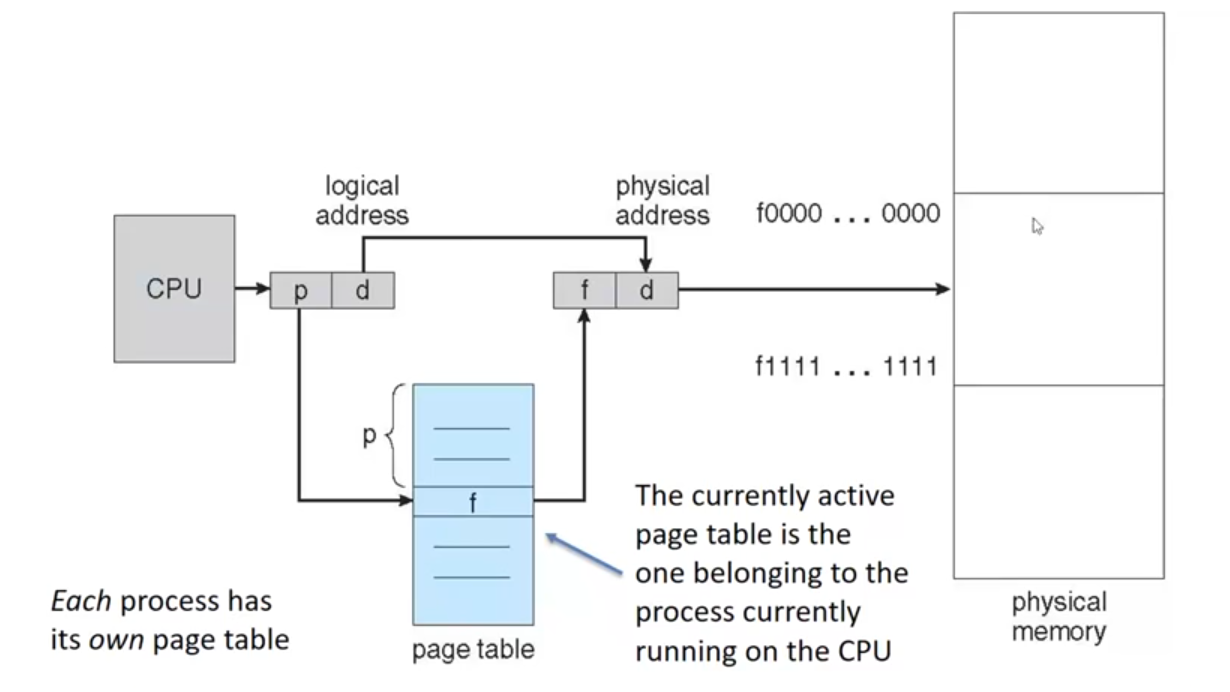 logical
address
physical
address
f0000 ... 0000
CPU
p
d
f
d
f1111 ... 1111
p
f
The currently active
page table is the
one belonging to the
process currently
running on the CPU
Each process has
its own page table
page table
physical
memory